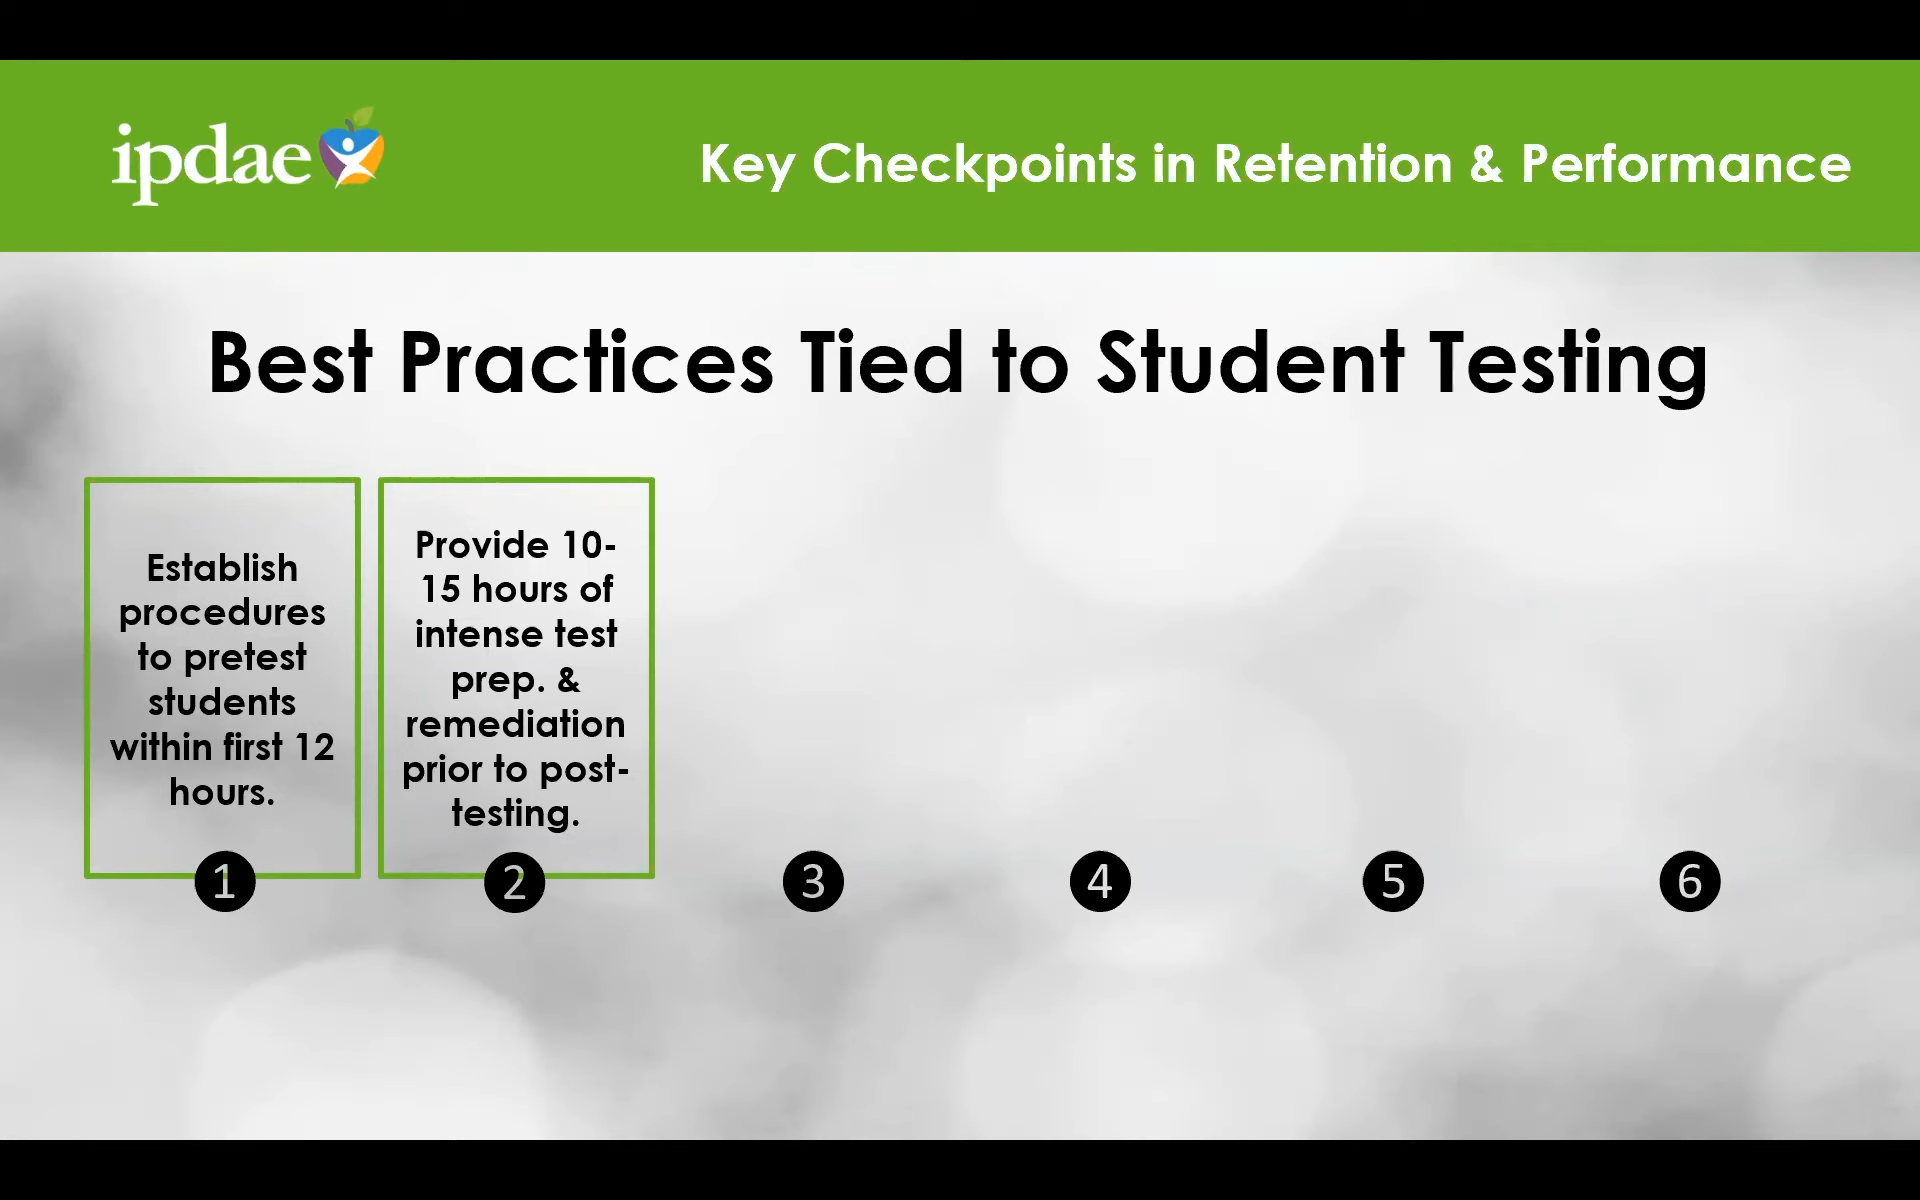 ipdae
Key Checkpoints in Retention & Performance
Best Practices Tied to Student Testing
Establish
procedures
to pretest
students
within first 12
hours.
1
Provide 10-
15 hours of
intense test
prep. &
remediation
prior to post-
testing.
2
3
4
5
6